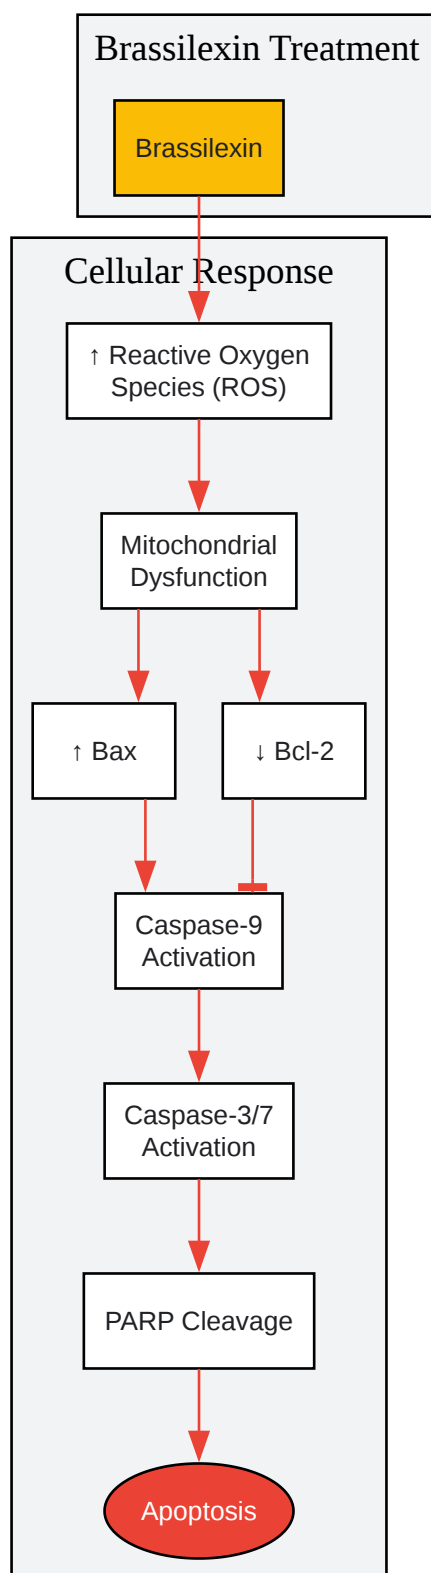 Brassilexin Treatment
Brassilexin
Cellular Response
↑ Reactive Oxygen
Species (ROS)
Mitochondrial
Dysfunction
↑ Bax
↓ Bcl-2
Caspase-9
Activation
Caspase-3/7
Activation
PARP Cleavage
Apoptosis